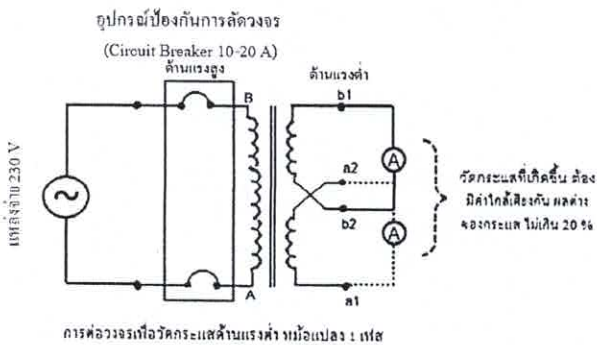 อุปกรณ์ป้องกันการลัดวงจร
(Circuit Breaker 10-20 A)
ด้านแรงสูง
ด้านแรงต่ำ
B
b1
แหล่งจ่าย 230 V
A
a2
b2
A
วัดกระแสที่เกิดขึ้น ต้อง
มีค่าใกล้เคียงกัน ผลต่าง
ของกระแส ไม่เกิน 20 %
A
a1
การต่อวงจรเพื่อวัดกระแสด้านแรงต่ำ หม้อแปลง 1 เฟส